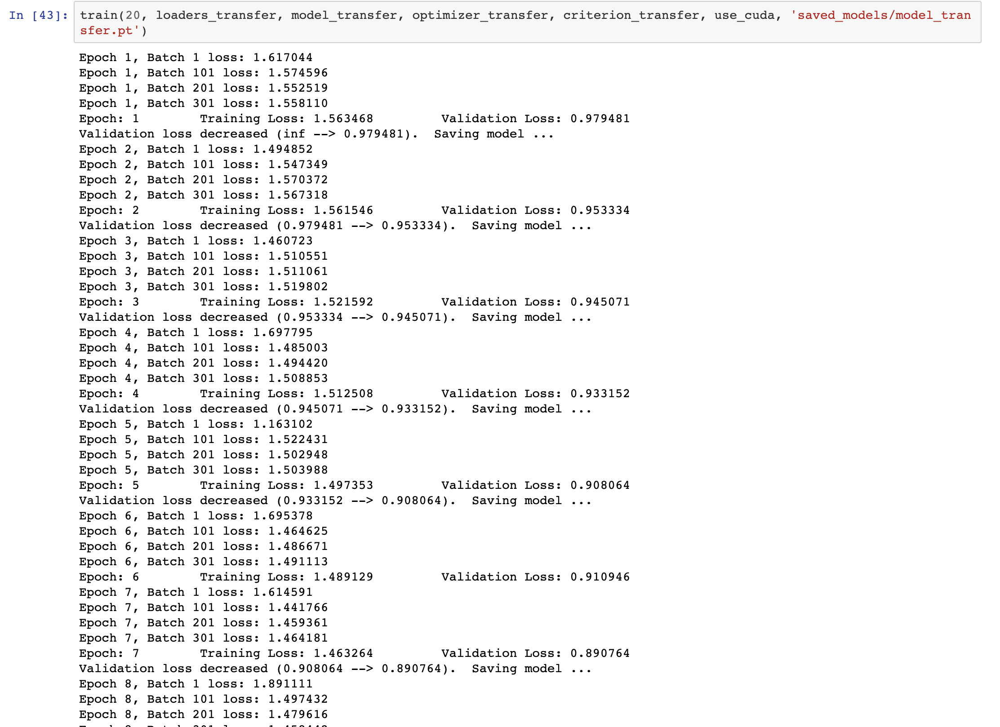 In [43]: train(20, loaders_transfer, model_transfer, optimizer_transfer, criterion_transfer, use_cuda, 'saved_models/model_tran
sfer.pt')
Epoch 1, Batch 1 loss: 1.617044
Epoch 1, Batch 101 loss: 1.574596
Epoch 1, Batch 201 loss: 1.552519
Epoch 1, Batch 301 loss: 1.558110
Epoch: 1 Training Loss: 1.563468 Validation Loss: 0.979481
Validation loss decreased (inf --> 0.979481). Saving model ...
Epoch 2, Batch 1 loss: 1.494852
Epoch 2, Batch 101 loss: 1.547349
Epoch 2, Batch 201 loss: 1.570372
Epoch 2, Batch 301 loss: 1.567318
Epoch: 2 Training Loss: 1.561546 Validation Loss: 0.953334
Validation loss decreased (0.979481 --> 0.953334). Saving model ...
Epoch 3, Batch 1 loss: 1.460723
Epoch 3, Batch 101 loss: 1.510551
Epoch 3, Batch 201 loss: 1.511061
Epoch 3, Batch 301 loss: 1.519802
Epoch: 3 Training Loss: 1.521592 Validation Loss: 0.945071
Validation loss decreased (0.953334 --> 0.945071). Saving model ...
Epoch 4, Batch 1 loss: 1.697795
Epoch 4, Batch 101 loss: 1.485003
Epoch 4, Batch 201 loss: 1.494420
Epoch 4, Batch 301 loss: 1.508853
Epoch: 4 Training Loss: 1.512508 Validation Loss: 0.933152
Validation loss decreased (0.945071 --> 0.933152). Saving model ...
Epoch 5, Batch 1 loss: 1.163102
Epoch 5, Batch 101 loss: 1.522431
Epoch 5, Batch 201 loss: 1.502948
Epoch 5, Batch 301 loss: 1.503988
Epoch: 5 Training Loss: 1.497353 Validation Loss: 0.908064
Validation loss decreased (0.933152 --> 0.908064). Saving model ...
Epoch 6, Batch 1 loss: 1.695378
Epoch 6, Batch 101 loss: 1.464625
Epoch 6, Batch 201 loss: 1.486671
Epoch 6, Batch 301 loss: 1.491113
Epoch: 6 Training Loss: 1.489129 Validation Loss: 0.910946
Epoch 7, Batch 1 loss: 1.614591
Epoch 7, Batch 101 loss: 1.441766
Epoch 7, Batch 201 loss: 1.459361
Epoch 7, Batch 301 loss: 1.464181
Epoch: 7 Training Loss: 1.463264 Validation Loss: 0.890764
Validation loss decreased (0.908064 --> 0.890764). Saving model ...
Epoch 8, Batch 1 loss: 1.891111
Epoch 8, Batch 101 loss: 1.497432
Epoch 8, Batch 201 loss: 1.479616